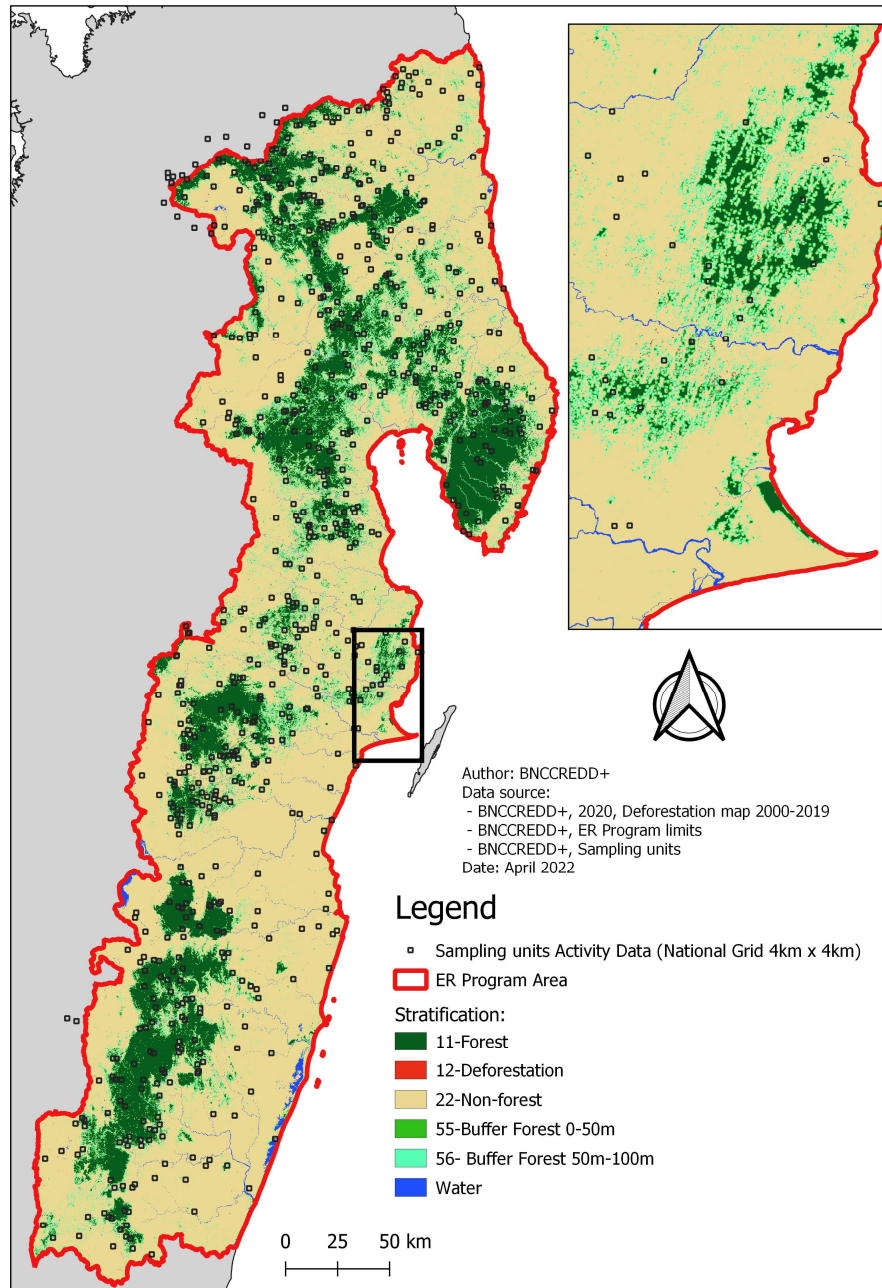 Author: BNCCREDD+
Data source:
- BNCCREDD+, 2020, Deforestation map 2000-2019
- BNCCREDD+, ER Program limits
- BNCCREDD+, Sampling units
Date: April 2022
Legend
Sampling units Activity Data (National Grid 4km x 4km)
ER Program Area
Stratification:
11-Forest
12-Deforestation
22-Non-forest
55-Buffer Forest 0-50m
56- Buffer Forest 50m-100m
Water
0 25 50 km